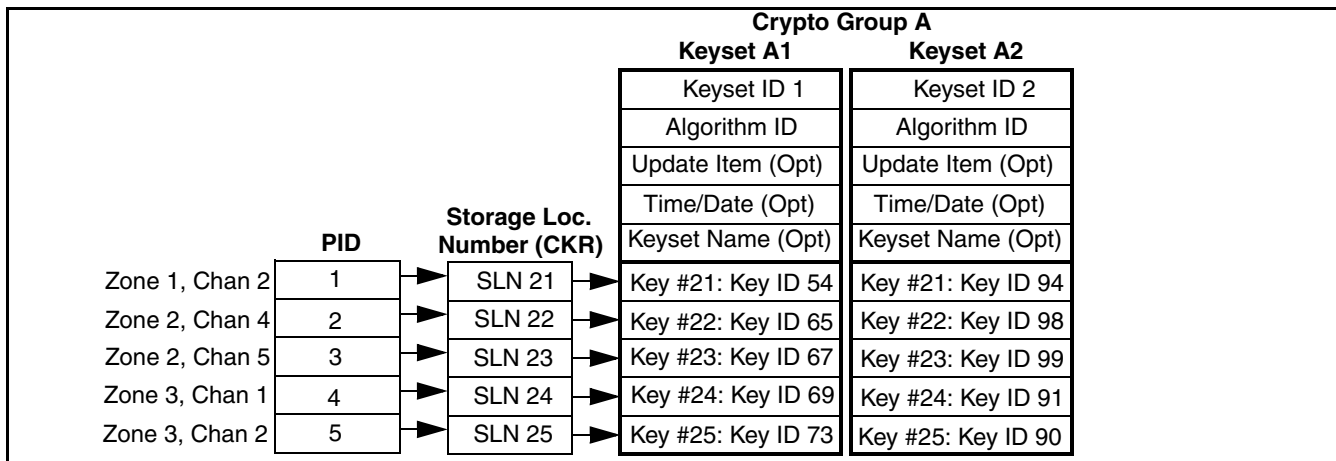 Crypto Group A
Keyset A1 Keyset A2
Keyset ID 1 Keyset ID 2
Algorithm ID Algorithm ID
Update Item (Opt) Update Item (Opt)
Time/Date (Opt) Time/Date (Opt)
Storage Loc.
PID Number (CKR) Keyset Name (Opt) Keyset Name (Opt)
Zone 1, Chan 2 1 SLN 21 Key #21: Key ID 54 Key #21: Key ID 94
Zone 2, Chan 4 2 SLN 22 Key #22: Key ID 65 Key #22: Key ID 98
Zone 2, Chan 5 3 SLN 23 Key #23: Key ID 67 Key #23: Key ID 99
Zone 3, Chan 1 4 SLN 24 Key #24: Key ID 69 Key #24: Key ID 91
Zone 3, Chan 2 5 SLN 25 Key #25: Key ID 73 Key #25: Key ID 90